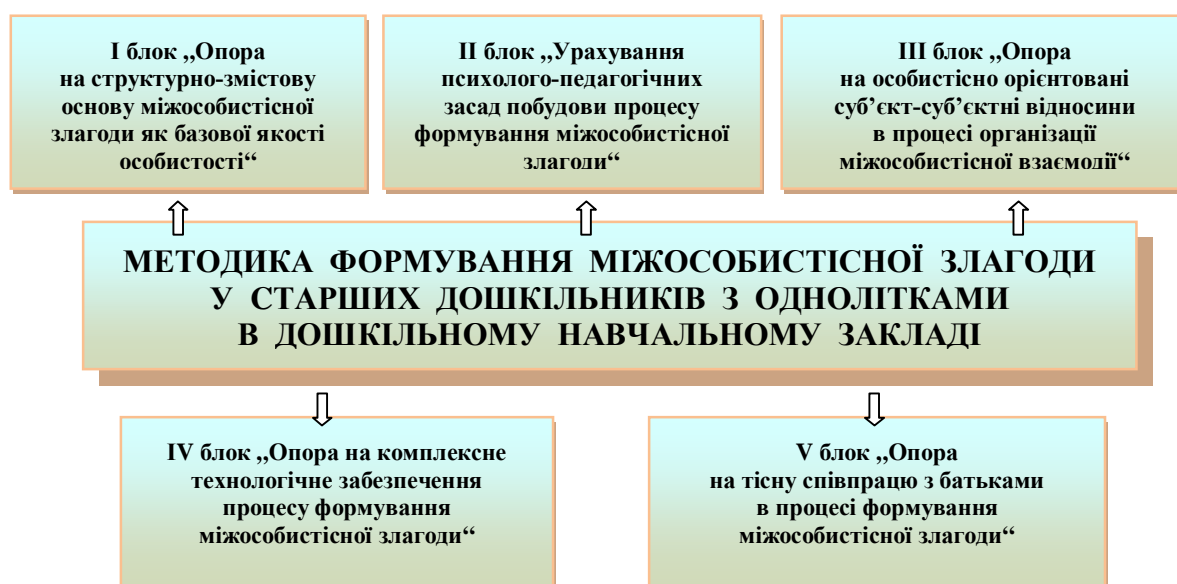 І блок „Опора
на структурно-змістову
основу міжособистісної
злагоди як базової якості
особистості“
ІІ блок „Урахування
психолого-педагогічних
засад побудови процесу
формування міжособистісної
злагоди“
ІІІ блок „Опора
на особистісно орієнтовані
суб’єкт-суб’єктні відносини
в процесі організації
міжособистісної взаємодії“
МЕТОДИКА ФОРМУВАННЯ МІЖОСОБИСТІСНОЇ ЗЛАГОДИ
У СТАРШИХ ДОШКІЛЬНИКІВ З ОДНОЛІТКАМИ
В ДОШКІЛЬНОМУ НАВЧАЛЬНОМУ ЗАКЛАДІ
IV блок „Опора на комплексне
технологічне забезпечення
процесу формування
міжособистісної злагоди“
V блок „Опора
на тісну співпрацю з батьками
в процесі формування
міжособистісної злагоди“